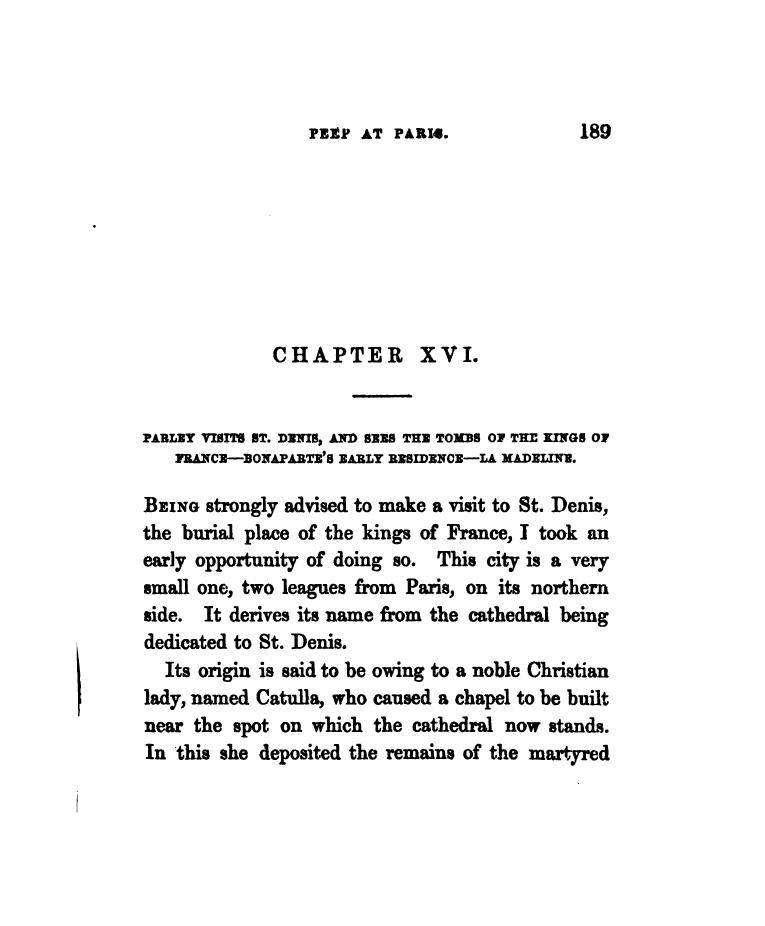 PEEP AT PARIS. 189
CHAPTER XVI.
PARLEY VISITS ST. DENIS, AND SEES THE TOMBS OF THE KINGS OF
FRANCE—BONAPARTE'S EARLY RESIDENCE—LA MADELINE.
BEING strongly advised to make a visit to St. Denis,
the burial place of the kings of France, I took an
early opportunity of doing so. This city is a very
small one, two leagues from Paris, on its northern
side. It derives its name from the cathedral being
dedicated to St. Denis.
Its origin is said to be owing to a noble Christian
lady, named Catulla, who caused a chapel to be built
near the spot on which the cathedral now stands.
In this she deposited the remains of the martyred